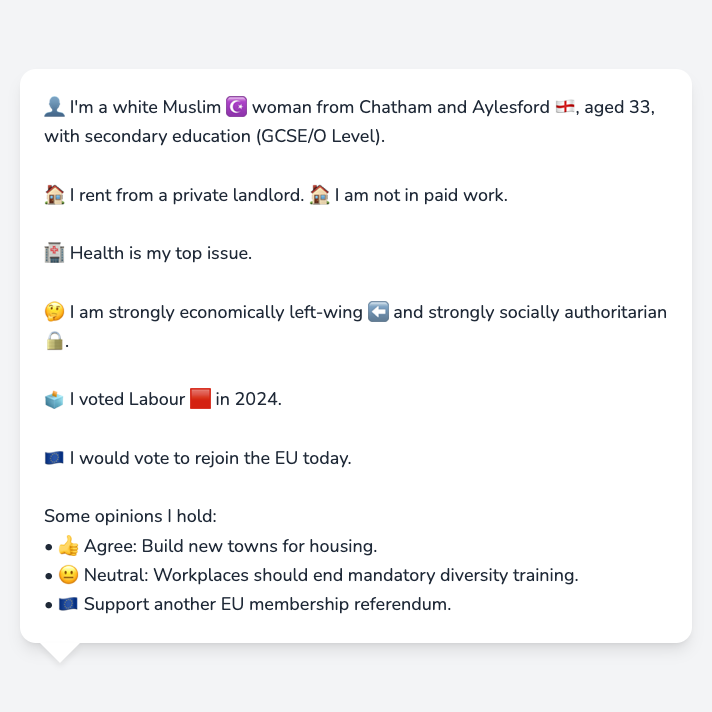 👤 I'm a white Muslim ☪️ woman from Chatham and Aylesford 🏴󠁧󠁢󠁥󠁮󠁧󠁿, aged 33,
with secondary education (GCSE/O Level).
🏠 I rent from a private landlord. 🏠 I am not in paid work.
🏥 Health is my top issue.
🤔 I am strongly economically left-wing ⬅️ and strongly socially authoritarian
🔒.
🗳️ I voted Labour 🟥 in 2024.
🇪🇺 I would vote to rejoin the EU today.
Some opinions I hold:
• 👍 Agree: Build new towns for housing.
• 😐 Neutral: Workplaces should end mandatory diversity training.
• 🇪🇺 Support another EU membership referendum.